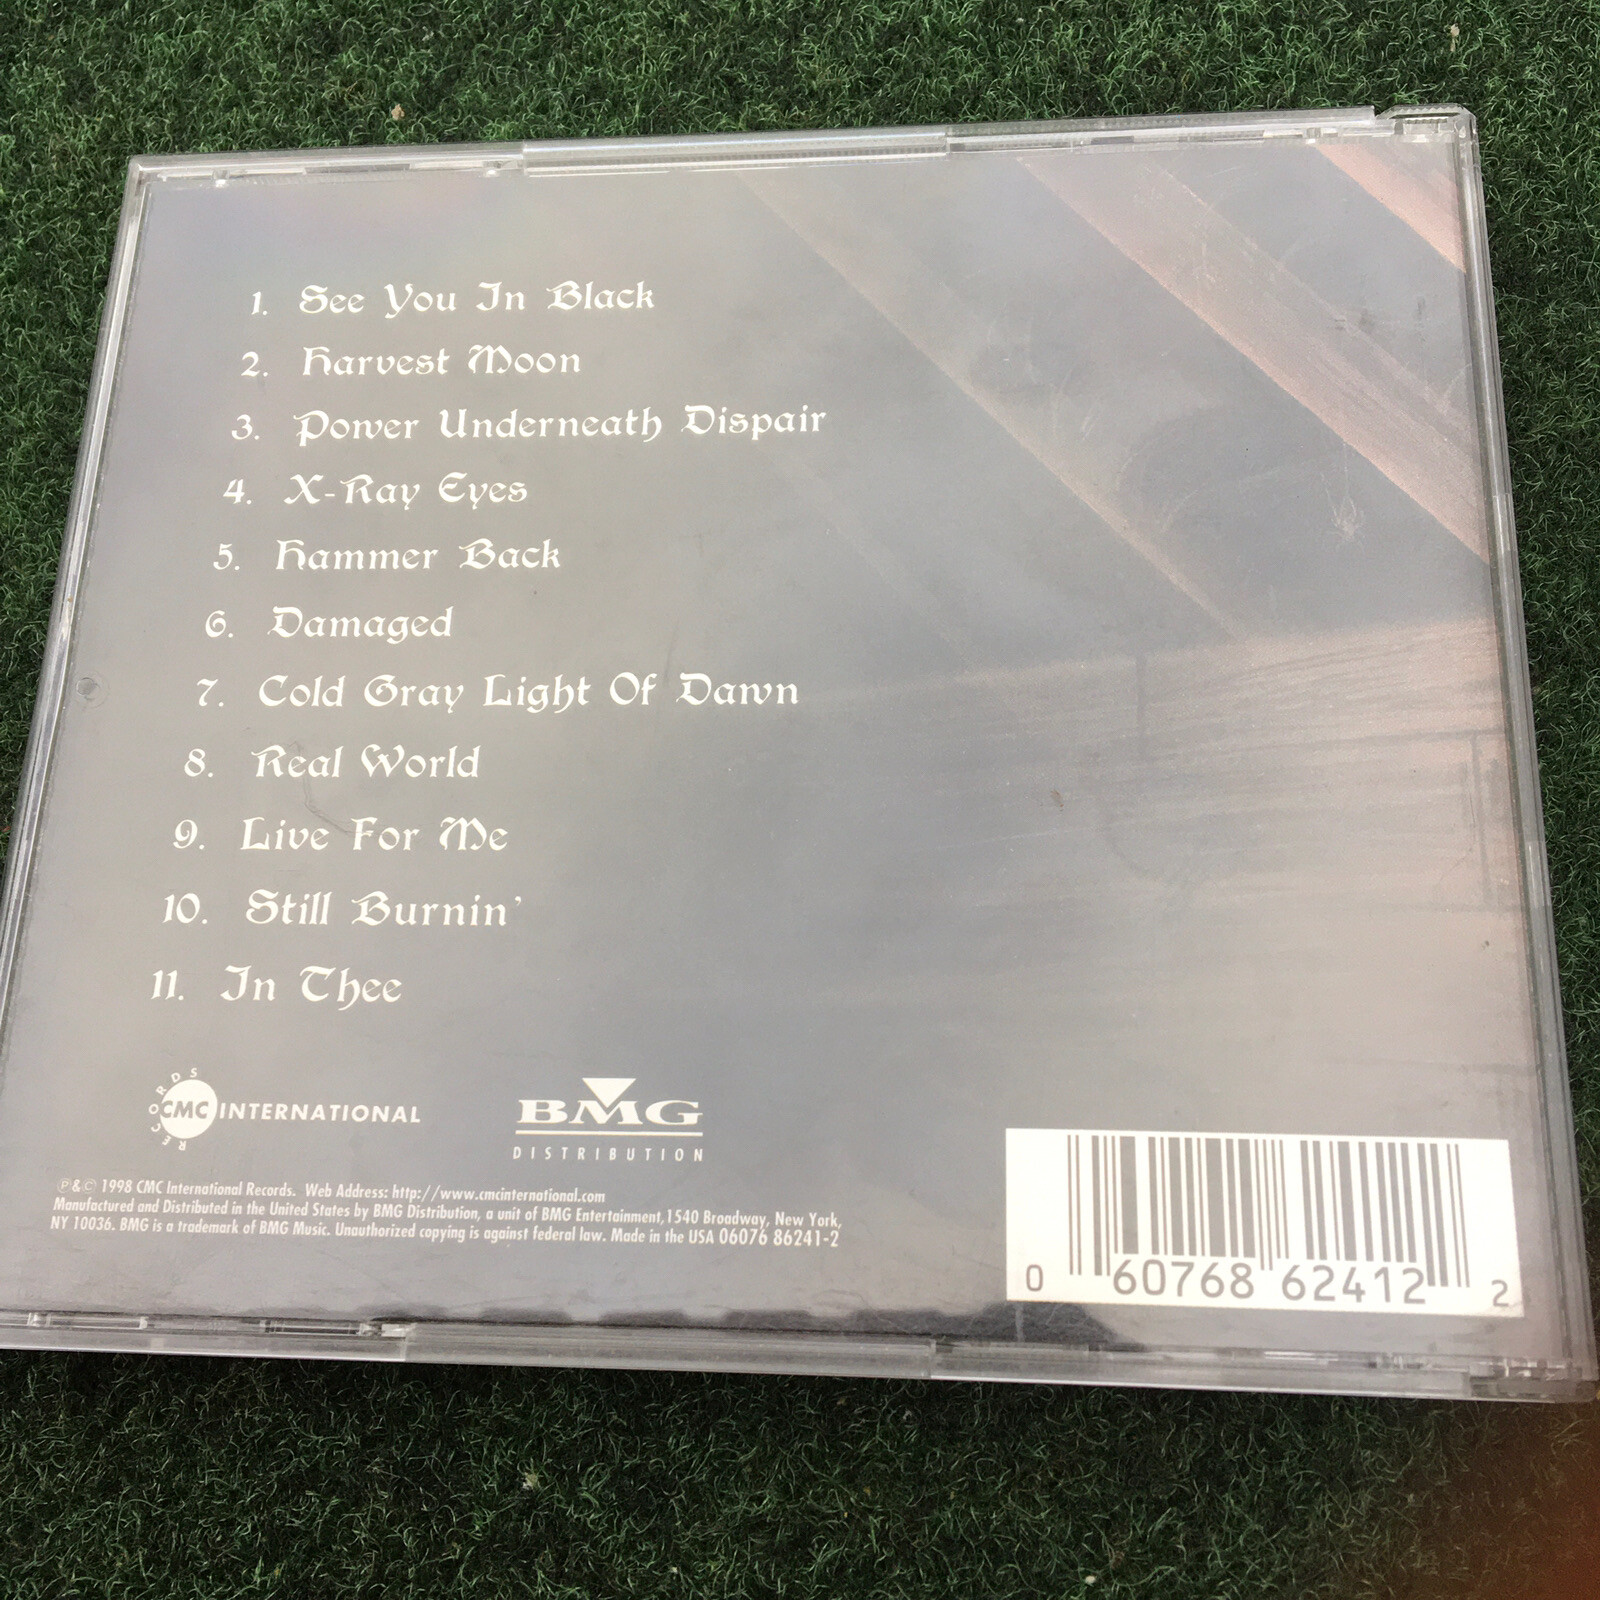 1. See You In Black
2. Harvest Moon
3. Power Underneath Dispair
4. X-Ray Eyes
5. Hammer Back
6. Damaged
7. Cold Gray Light Of Dawn
8. Real World
9. Live For Me
10. Still Burnin'
11. In Thee
RECORDS
CMC INTERNATIONAL
BMG
DISTRIBUTION
℗&© 1998 CMC International Records. Web Address: http://www.cmcinternational.com
Manufactured and Distributed in the United States by BMG Distribution, a unit of BMG Entertainment,1540 Broadway, New York,
NY 10036. BMG is a trademark of BMG Music. Unauthorized copying is against federal law. Made in the USA 06076 86241-2
0 60768 62412 2